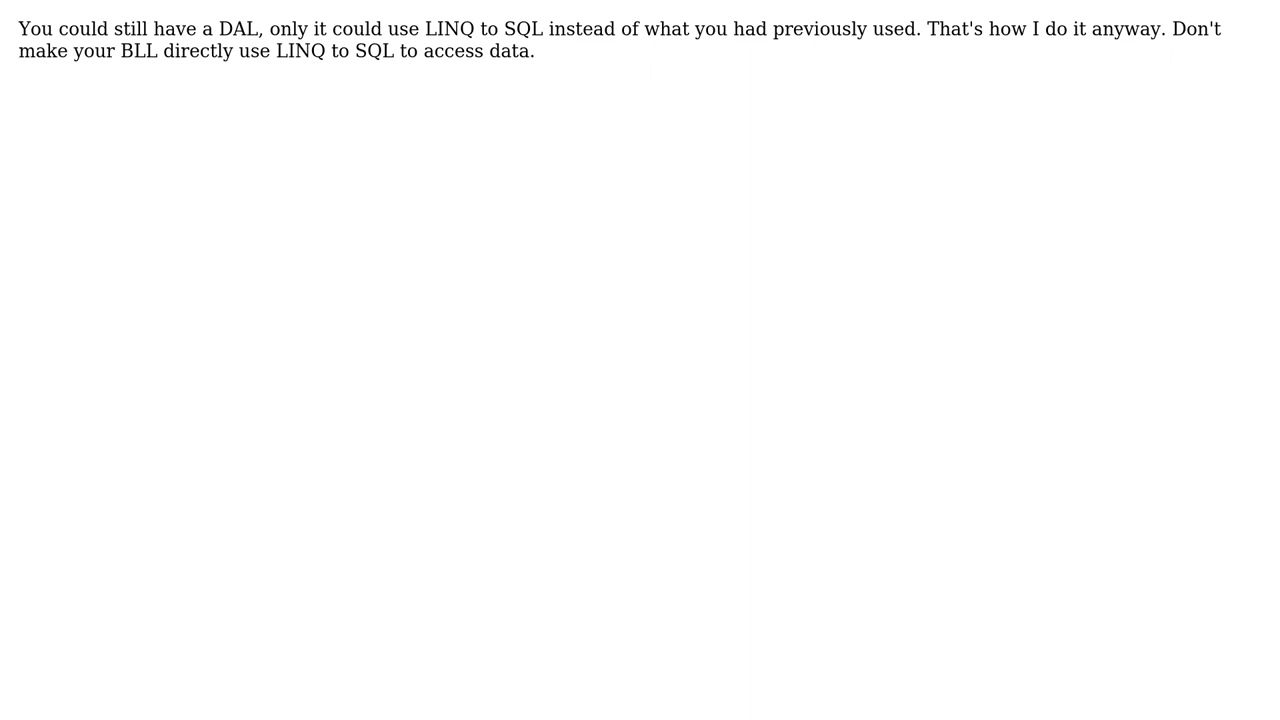 You could still have a DAL, only it could use LINQ to SQL instead of what you had previously used. That's how I do it anyway. Don't
make your BLL directly use LINQ to SQL to access data.